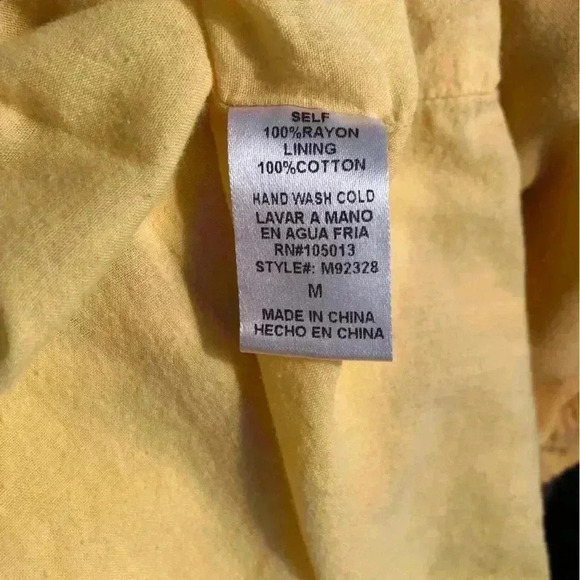 SELF
100%RAYON
LINING
100%COTTON
HAND WASH COLD
LAVAR A MANO
EN AGUA FRIA
RN#105013
STYLE#: M92328
M
MADE IN CHINA
HECHO EN CHINA